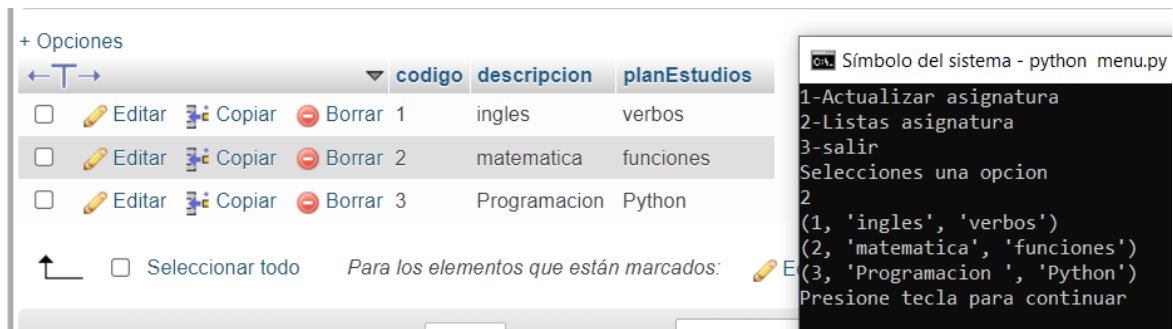 + Opciones
←T→ codigo descripcion planEstudios
Editar Copiar Borrar 1 ingles verbos
Editar Copiar Borrar 2 matematica funciones
Editar Copiar Borrar 3 Programacion Python
Seleccionar todo Para los elementos que están marcados:
Símbolo del sistema - python menu.py
1-Actualizar asignatura
2-Listas asignatura
3-salir
Selecciones una opcion
2
(1, 'ingles', 'verbos')
(2, 'matematica', 'funciones')
(3, 'Programacion ', 'Python')
Presione tecla para continuar